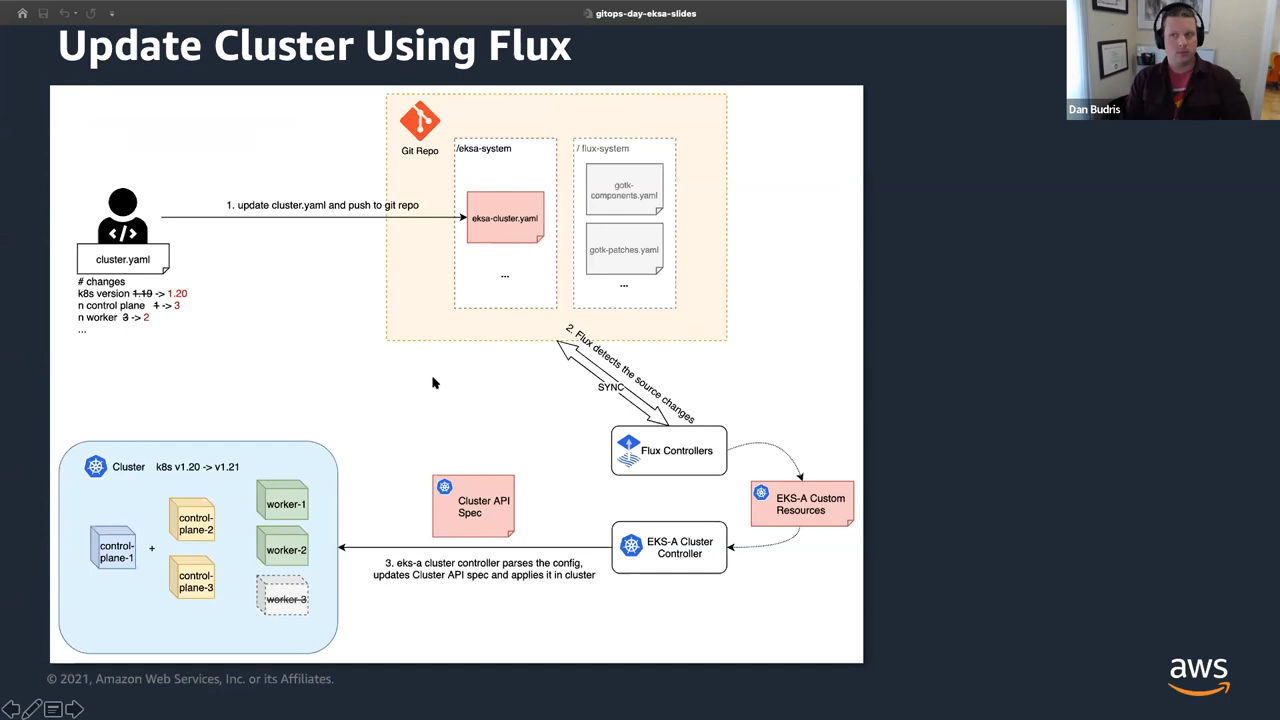 gitops-day-eksa-slides
Update Cluster Using Flux
Dan Budris
Git Repo
/eksa-system
/ flux-system
gotk-
components.yaml
eksa-cluster.yaml
gotk-patches.yaml
...
...
1. update cluster.yaml and push to git repo
cluster.yaml
# changes
k8s version 1.19 -> 1.20
n control plane 1 -> 3
n worker 3 -> 2
...
2. Flux detects the source changes
SYNC
Flux Controllers
EKS-A Custom
Resources
EKS-A Cluster
Controller
Cluster API
Spec
3. eks-a cluster controller parses the config,
updates Cluster API spec and applies it in cluster
Cluster k8s v1.20 -> v1.21
control-
plane-1
+
control-
plane-2
control-
plane-3
worker-1
worker-2
worker-3
© 2021, Amazon Web Services, Inc. or its Affiliates.
aws